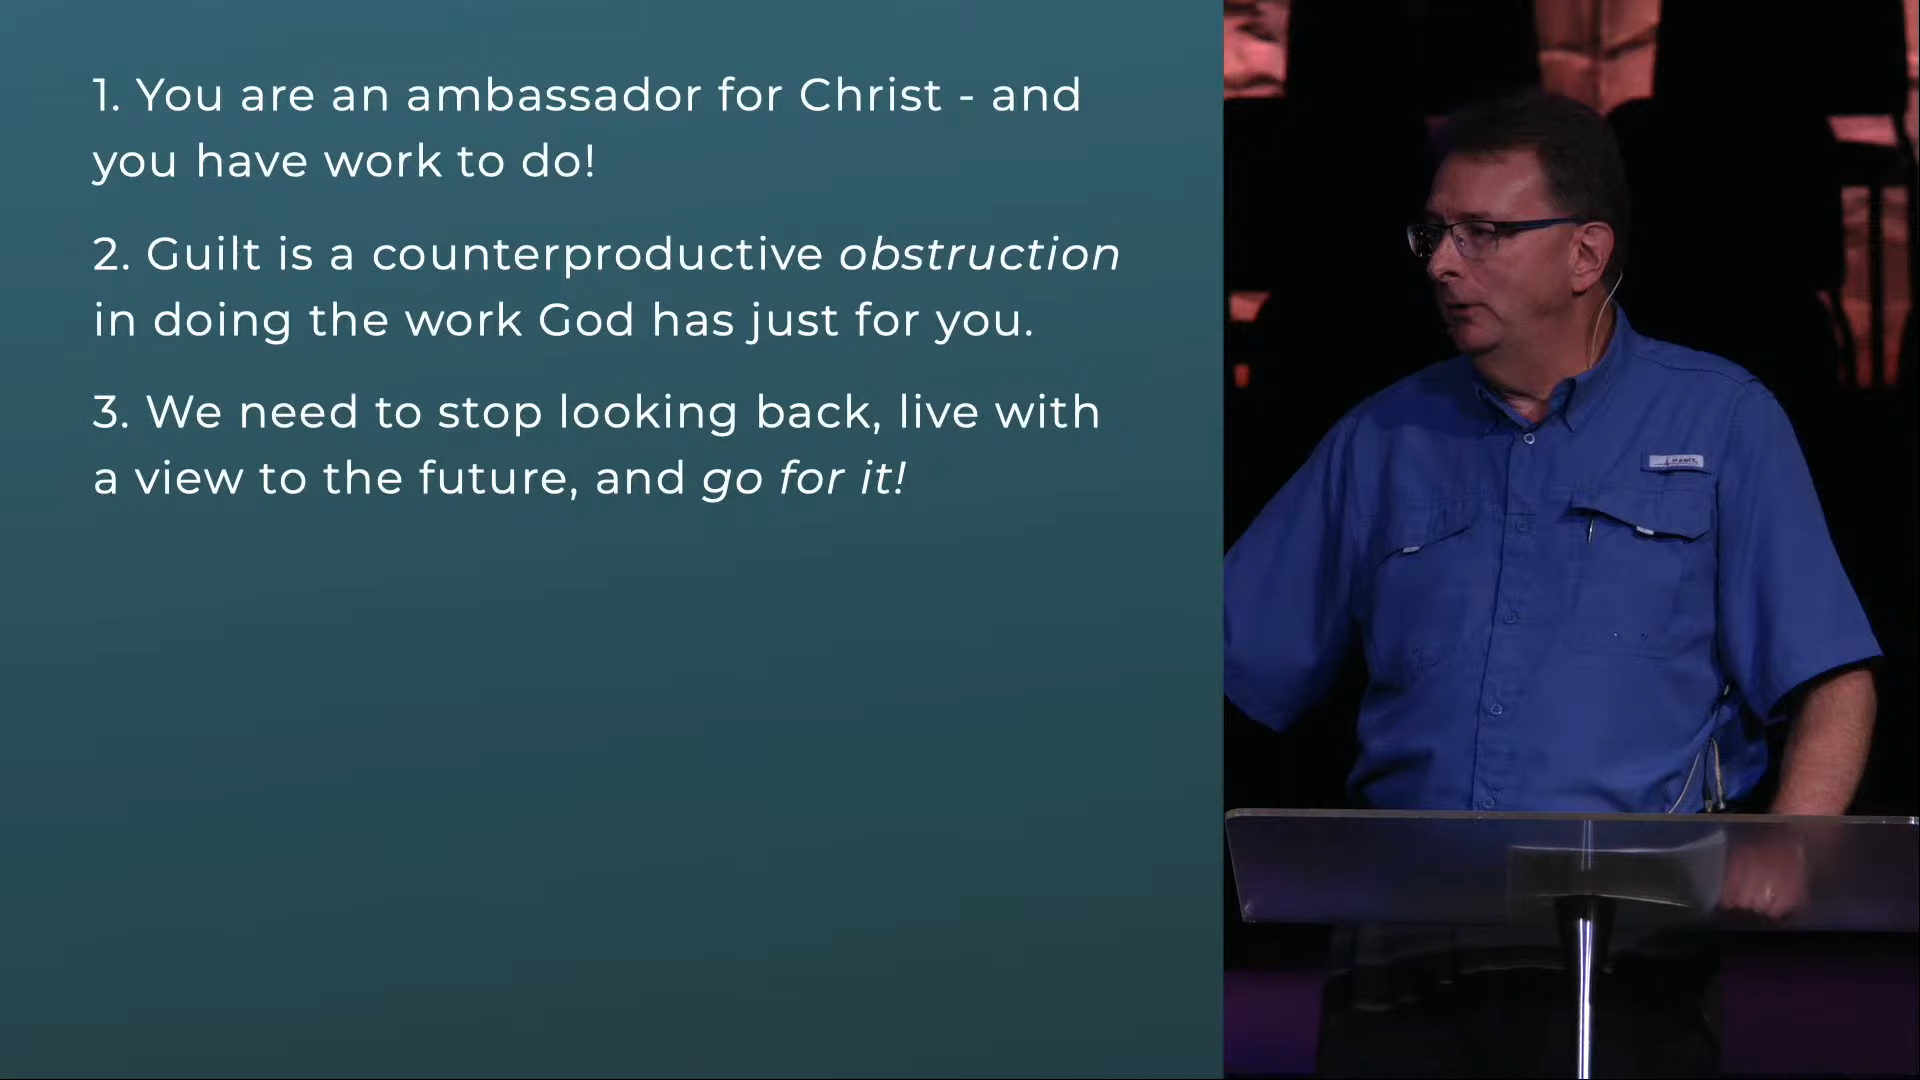 1. You are an ambassador for Christ - and
you have work to do!
2. Guilt is a counterproductive obstruction
in doing the work God has just for you.
3. We need to stop looking back, live with
a view to the future, and go for it!